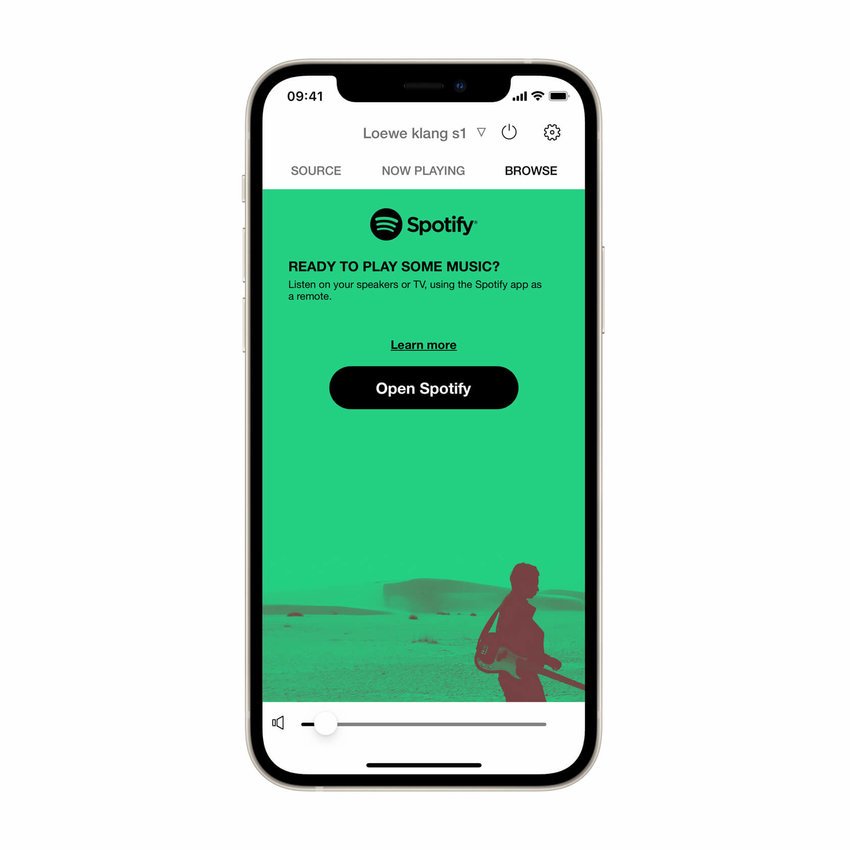 09:41
Loewe klang s1
SOURCE NOW PLAYING BROWSE
Spotify®
READY TO PLAY SOME MUSIC?
Listen on your speakers or TV, using the Spotify app as
a remote.
Learn more
Open Spotify